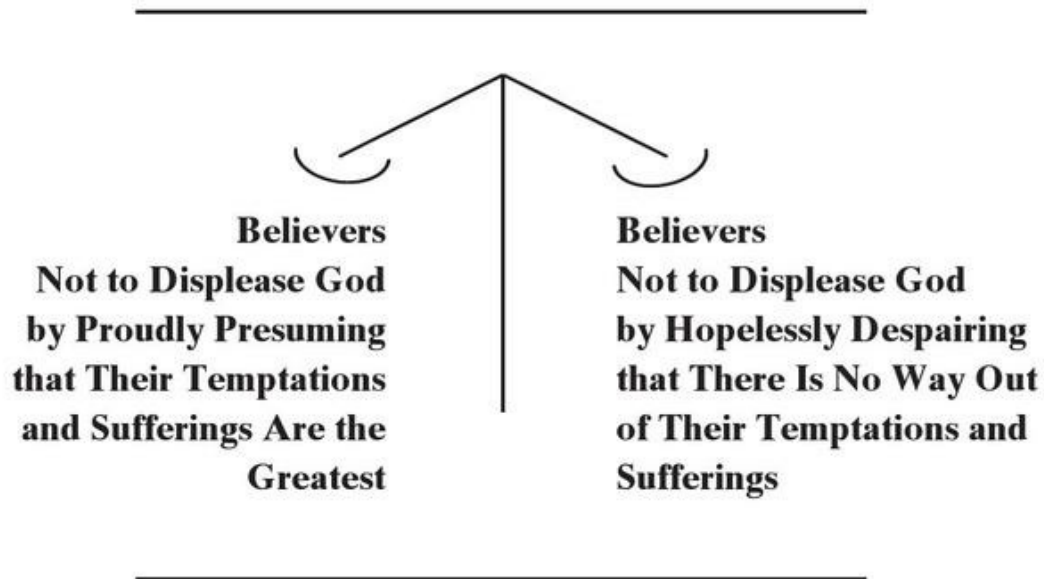 Believers
Not to Displease God
by Proudly Presuming
that Their Temptations
and Sufferings Are the
Greatest
Believers
Not to Displease God
by Hopelessly Despairing
that There Is No Way Out
of Their Temptations and
Sufferings